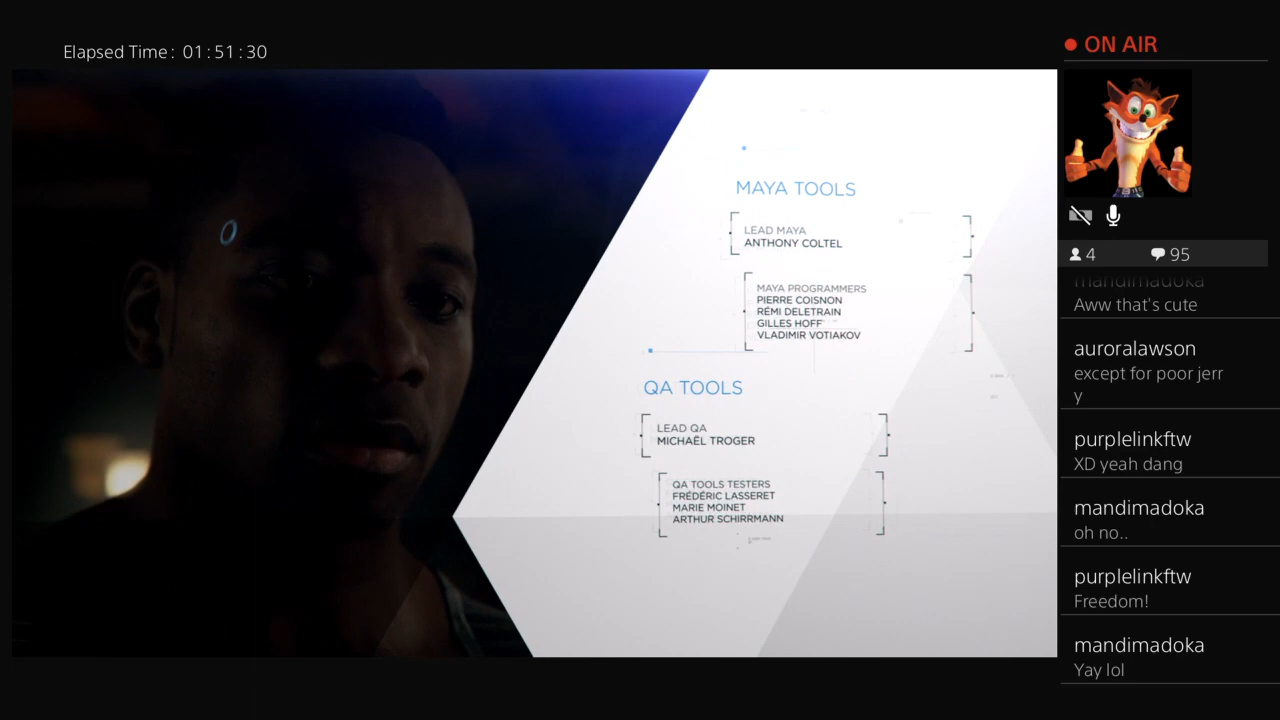 Elapsed Time: 01:51:30
ON AIR
MAYA TOOLS
LEAD MAYA
ANTHONY COLTEL
MAYA PROGRAMMERS
PIERRE COISNON
RÉMI DELETRAIN
GILLES HOFF
VLADIMIR VOTIAKOV
QA TOOLS
LEAD QA
MICHAËL TROGER
QA TOOLS TESTERS
FRÉDÉRIC LASSERET
MARIE MOINET
ARTHUR SCHIRRMANN
4 95
mandimadoka
Aww that's cute
auroralawson
except for poor jerr
y
purplelinkftw
XD yeah dang
mandimadoka
oh no..
purplelinkftw
Freedom!
mandimadoka
Yay lol